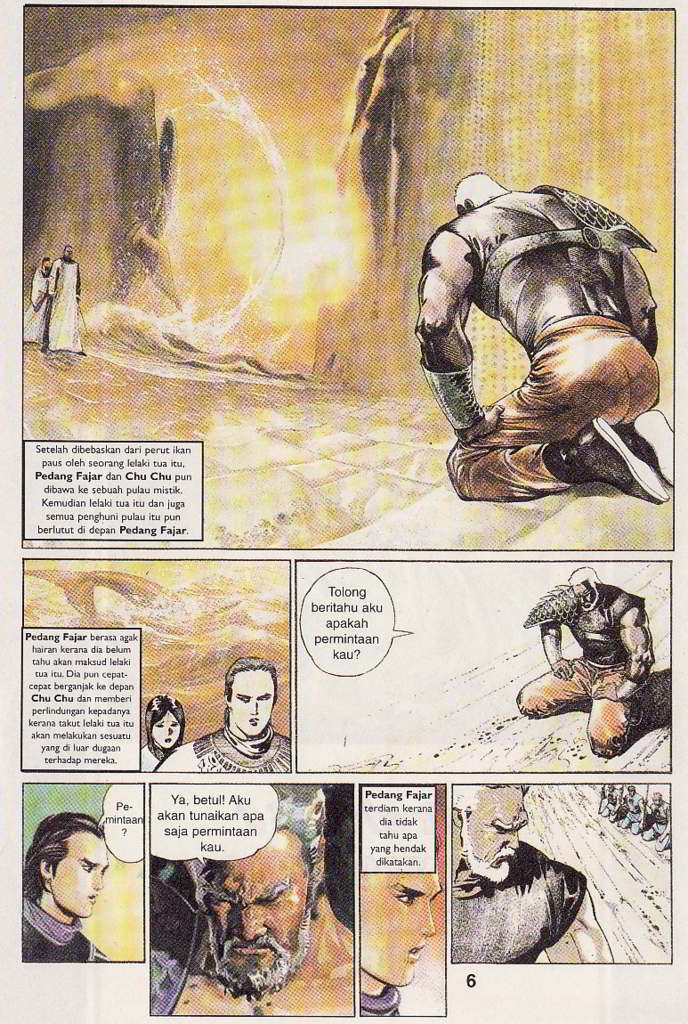 Setelah dibebaskan dari perut ikan
paus oleh seorang lelaki tua itu,
Pedang Fajar dan Chu Chu pun
dibawa ke sebuah pulau mistik.
Kemudian lelaki tua itu dan juga
semua penghuni pulau itu pun
berlutut di depan Pedang Fajar.
Pedang Fajar berasa agak
hairan kerana dia belum
tahu akan maksud lelaki
tua itu. Dia pun cepat-
cepat berganjak ke depan
Chu Chu dan memberi
perlindungan kepadanya
kerana takut lelaki tua itu
akan melakukan sesuatu
yang di luar dugaan
terhadap mereka.
Tolong
beritahu aku
apakah
permintaan
kau?
Pe-
mintaan
?
Ya, betul! Aku
akan tunaikan apa
saja permintaan
kau.
Pedang Fajar
terdiam kerana
dia tidak
tahu apa
yang hendak
dikatakan.
6